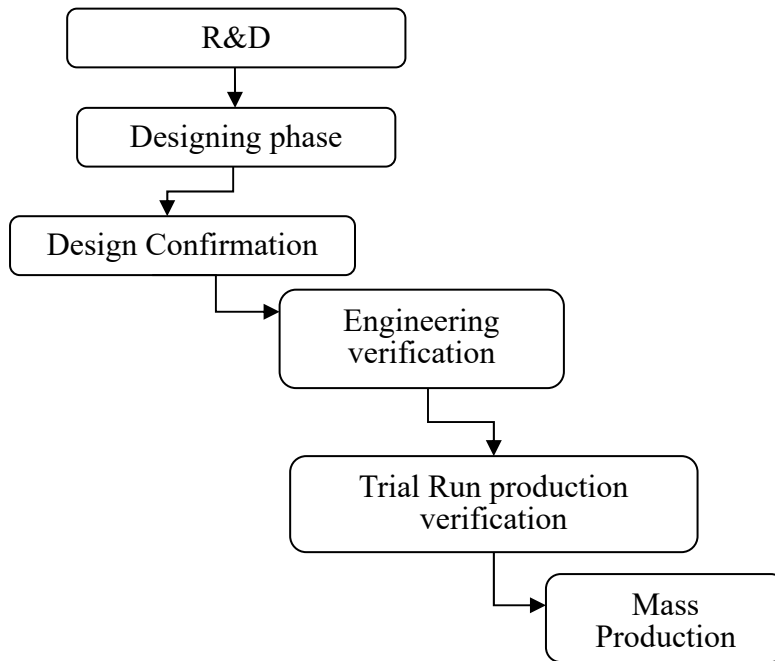 R&D
Designing phase
Design Confirmation
Engineering
verification
Trial Run production
verification
Mass
Production